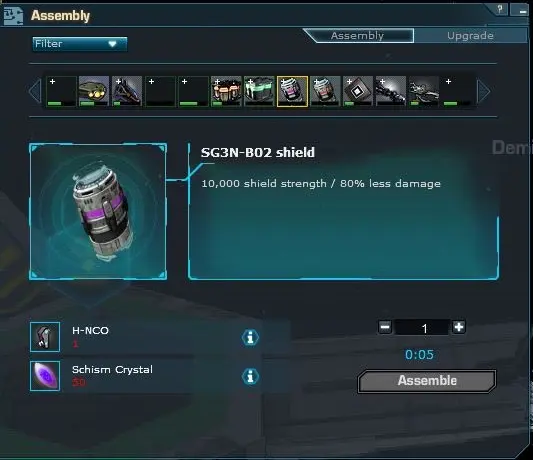 Assembly
?
Filter
Assembly
Upgrade
SG3N-B02 shield
10,000 shield strength / 80% less damage
Demi
H-NCO
1
Schism Crystal
50
1
0:05
Assemble